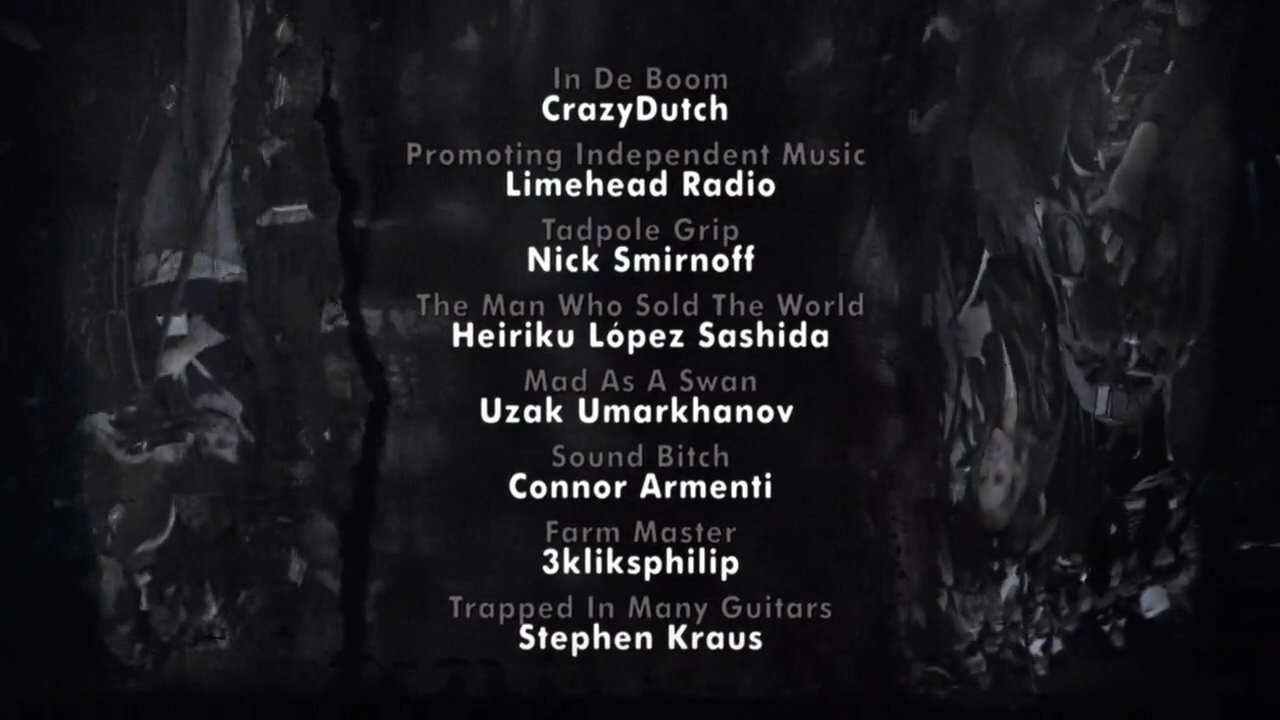 In De Boom
CrazyDutch
Promoting Independent Music
Limehead Radio
Tadpole Grip
Nick Smirnoff
The Man Who Sold The World
Heiriku López Sashida
Mad As A Swan
Uzak Umarkhanov
Sound Bitch
Connor Armenti
Farm Master
3kliksphilip
Trapped In Many Guitars
Stephen Kraus